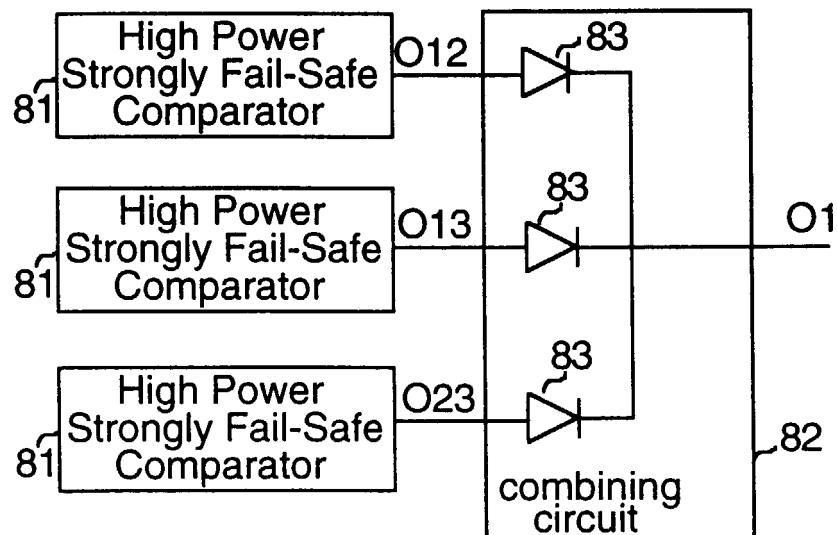 High Power
Strongly Fail-Safe
Comparator
81
O12
83
High Power
Strongly Fail-Safe
Comparator
81
O13
83
O1
High Power
Strongly Fail-Safe
Comparator
81
O23
83
82
combining
circuit